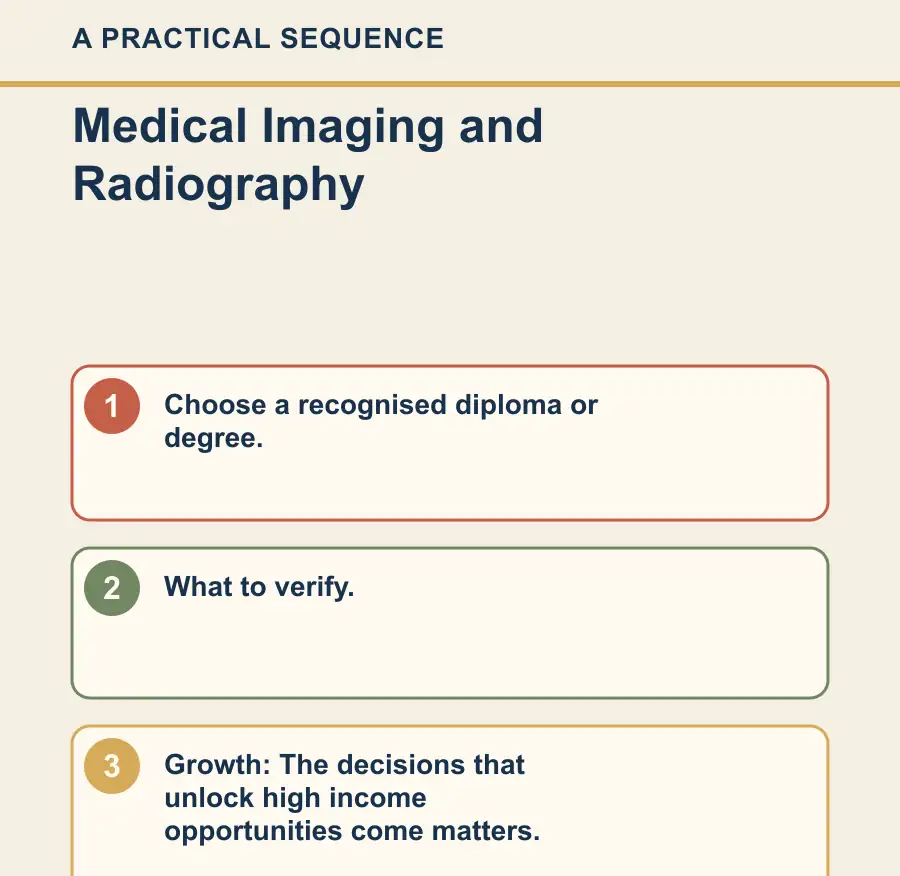 A PRACTICAL SEQUENCE
Medical Imaging and
Radiography
1
Choose a recognised diploma or
degree.
2
What to verify.
3
Growth: The decisions that
unlock high income
opportunities come matters.